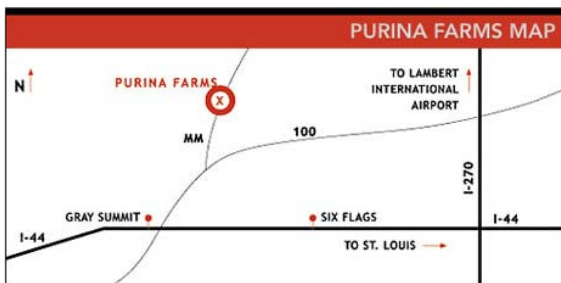 PURINA FARMS MAP
N
PURINA FARMS
X
TO LAMBERT
INTERNATIONAL
AIRPORT
MM
100
I-270
GRAY SUMMIT
SIX FLAGS
I-44
I-44
TO ST. LOUIS